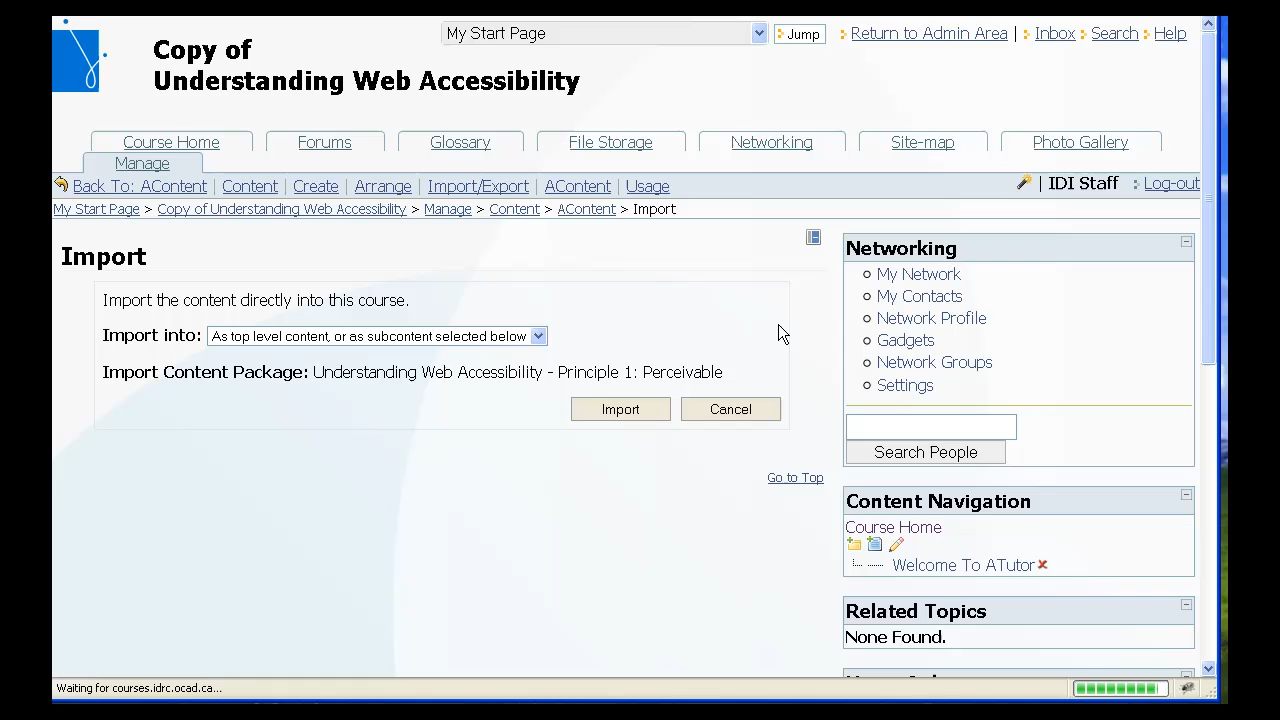 My Start Page
Jump
Return to Admin Area | Inbox Search Help
Copy of
Understanding Web Accessibility
Course Home
Forums
Glossary
File Storage
Networking
Site-map
Photo Gallery
Manage
Back To: AContent | Content | Create | Arrange | Import/Export | AContent | Usage
| IDI Staff : Log-out
My Start Page > Copy of Understanding Web Accessibility > Manage > Content > AContent > Import
Import
Import the content directly into this course.
Import into: As top level content, or as subcontent selected below
Import Content Package: Understanding Web Accessibility - Principle 1: Perceivable
Import
Cancel
Go to Top
Networking
My Network
My Contacts
Network Profile
Gadgets
Network Groups
Settings
Search People
Content Navigation
Course Home
Welcome To ATutor
Related Topics
None Found.
Waiting for courses.idrc.ocad.ca...